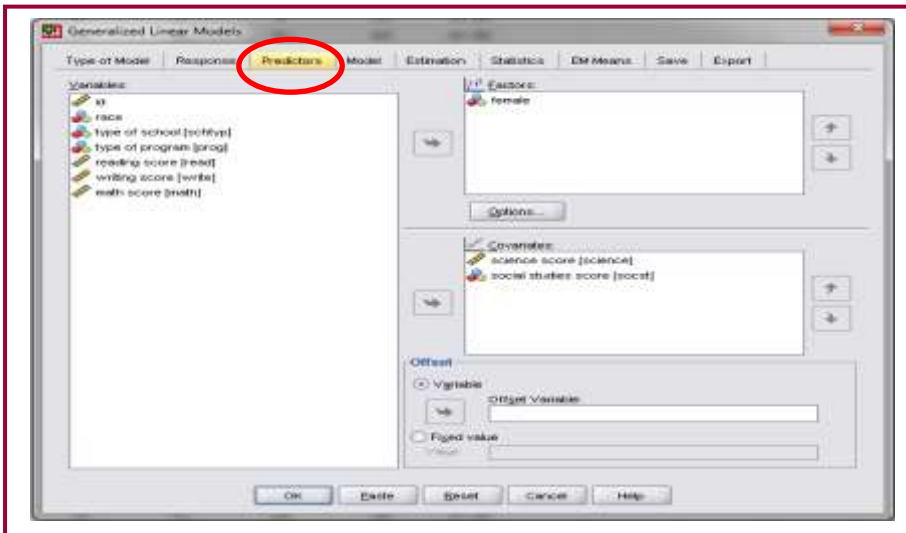 Generalized Linear Models
Type of Model Response Predictors Model Estimation Statistics EM Means Save Export
Variables:
id
race
type of school [schtyp]
type of program [prog]
reading score [read]
writing score [write]
math score [math]
Factors:
female
Options...
Covariates:
science score [science]
social studies score [socst]
Offset
Variable
Offset Variable
Fixed value
Value:
OK Paste Reset Cancel Help